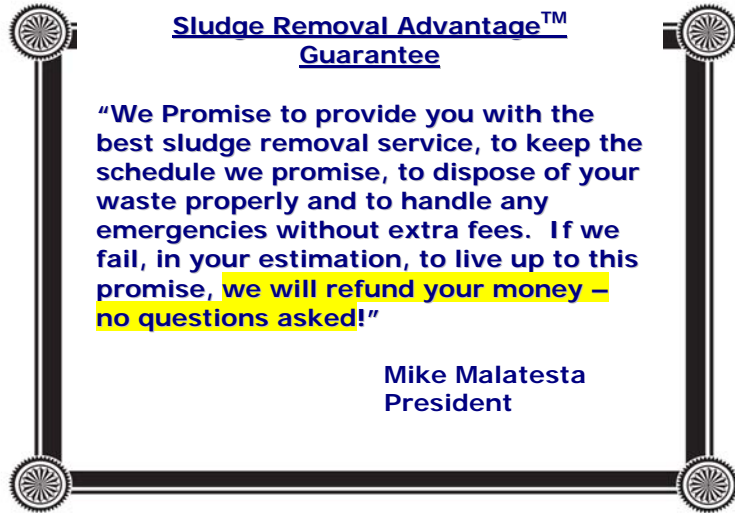 Sludge Removal Advantage™
Guarantee
“We Promise to provide you with the
best sludge removal service, to keep the
schedule we promise, to dispose of your
waste properly and to handle any
emergencies without extra fees.  If we
fail, in your estimation, to live up to this
promise, we will refund your money –
no questions asked!”
Mike Malatesta
President